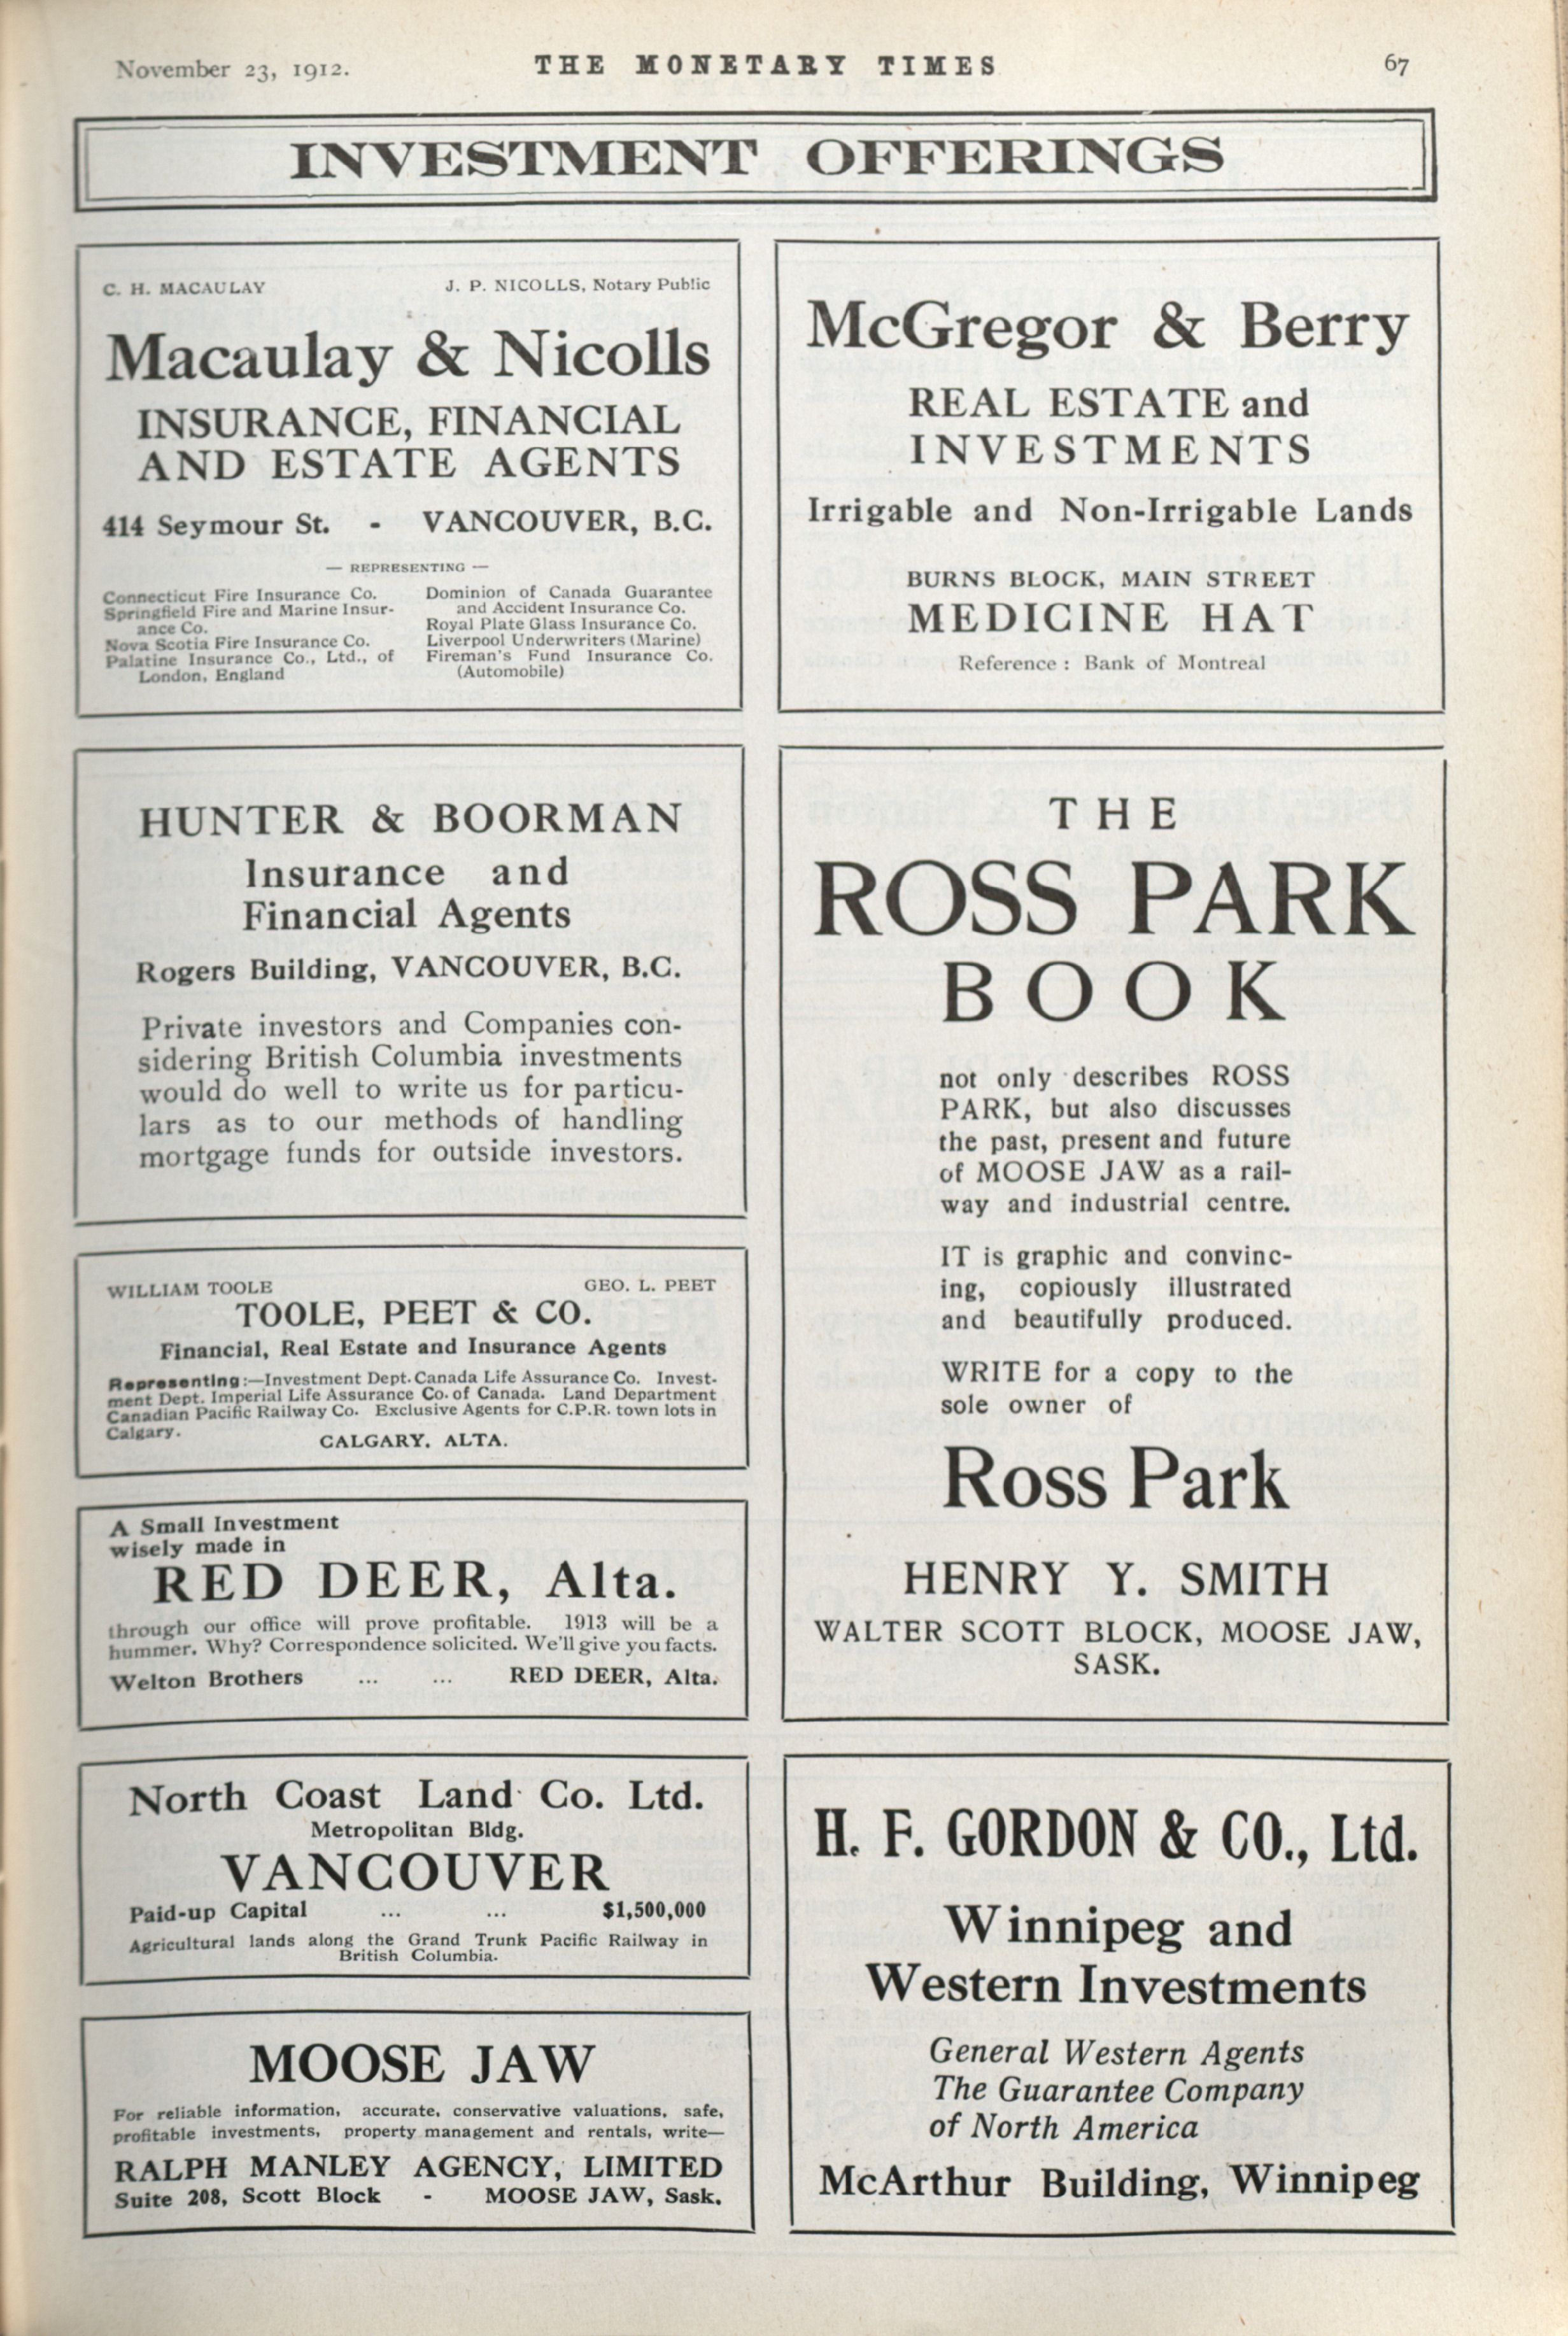 November 23, 1912.
THE MONETARY TIMES
67
INVESTMENT OFFERINGS
C. H. MACAULAY
J. P. NICOLLS, Notary Public
Macaulay & Nicolls
INSURANCE, FINANCIAL
AND ESTATE AGENTS
414 Seymour St. - VANCOUVER, B.C.
— REPRESENTING —
Connecticut Fire Insurance Co.
Springfield Fire and Marine Insur-
ance Co.
Nova Scotia Fire Insurance Co.
Palatine Insurance Co., Ltd., of
London, England
Dominion of Canada Guarantee
and Accident Insurance Co.
Royal Plate Glass Insurance Co.
Liverpool Underwriters (Marine)
Fireman's Fund Insurance Co.
(Automobile)
McGregor & Berry
REAL ESTATE and
INVESTMENTS
Irrigable and Non-Irrigable Lands
BURNS BLOCK, MAIN STREET
MEDICINE HAT
Reference : Bank of Montreal
HUNTER & BOORMAN
Insurance and
Financial Agents
Rogers Building, VANCOUVER, B.C.
Private investors and Companies con-
sidering British Columbia investments
would do well to write us for particu-
lars as to our methods of handling
mortgage funds for outside investors.
WILLIAM TOOLE
GEO. L. PEET
TOOLE, PEET & CO.
Financial, Real Estate and Insurance Agents
Representing:—Investment Dept. Canada Life Assurance Co. Invest-
ment Dept. Imperial Life Assurance Co. of Canada. Land Department
Canadian Pacific Railway Co. Exclusive Agents for C.P.R. town lots in
Calgary.
CALGARY, ALTA.
A Small Investment
wisely made in
RED DEER, Alta.
through our office will prove profitable. 1913 will be a
hummer. Why? Correspondence solicited. We'll give you facts.
Welton Brothers ... ... RED DEER, Alta.
THE
ROSS PARK
BOOK
not only describes ROSS
PARK, but also discusses
the past, present and future
of MOOSE JAW as a rail-
way and industrial centre.
IT is graphic and convinc-
ing, copiously illustrated
and beautifully produced.
WRITE for a copy to the
sole owner of
Ross Park
HENRY Y. SMITH
WALTER SCOTT BLOCK, MOOSE JAW,
SASK.
North Coast Land Co. Ltd.
Metropolitan Bldg.
VANCOUVER
Paid-up Capital ... ... $1,500,000
Agricultural lands along the Grand Trunk Pacific Railway in
British Columbia.
MOOSE JAW
For reliable information, accurate, conservative valuations, safe,
profitable investments, property management and rentals, write—
RALPH MANLEY AGENCY, LIMITED
Suite 208, Scott Block - MOOSE JAW, Sask.
H. F. GORDON & CO., Ltd.
Winnipeg and
Western Investments
General Western Agents
The Guarantee Company
of North America
McArthur Building, Winnipeg